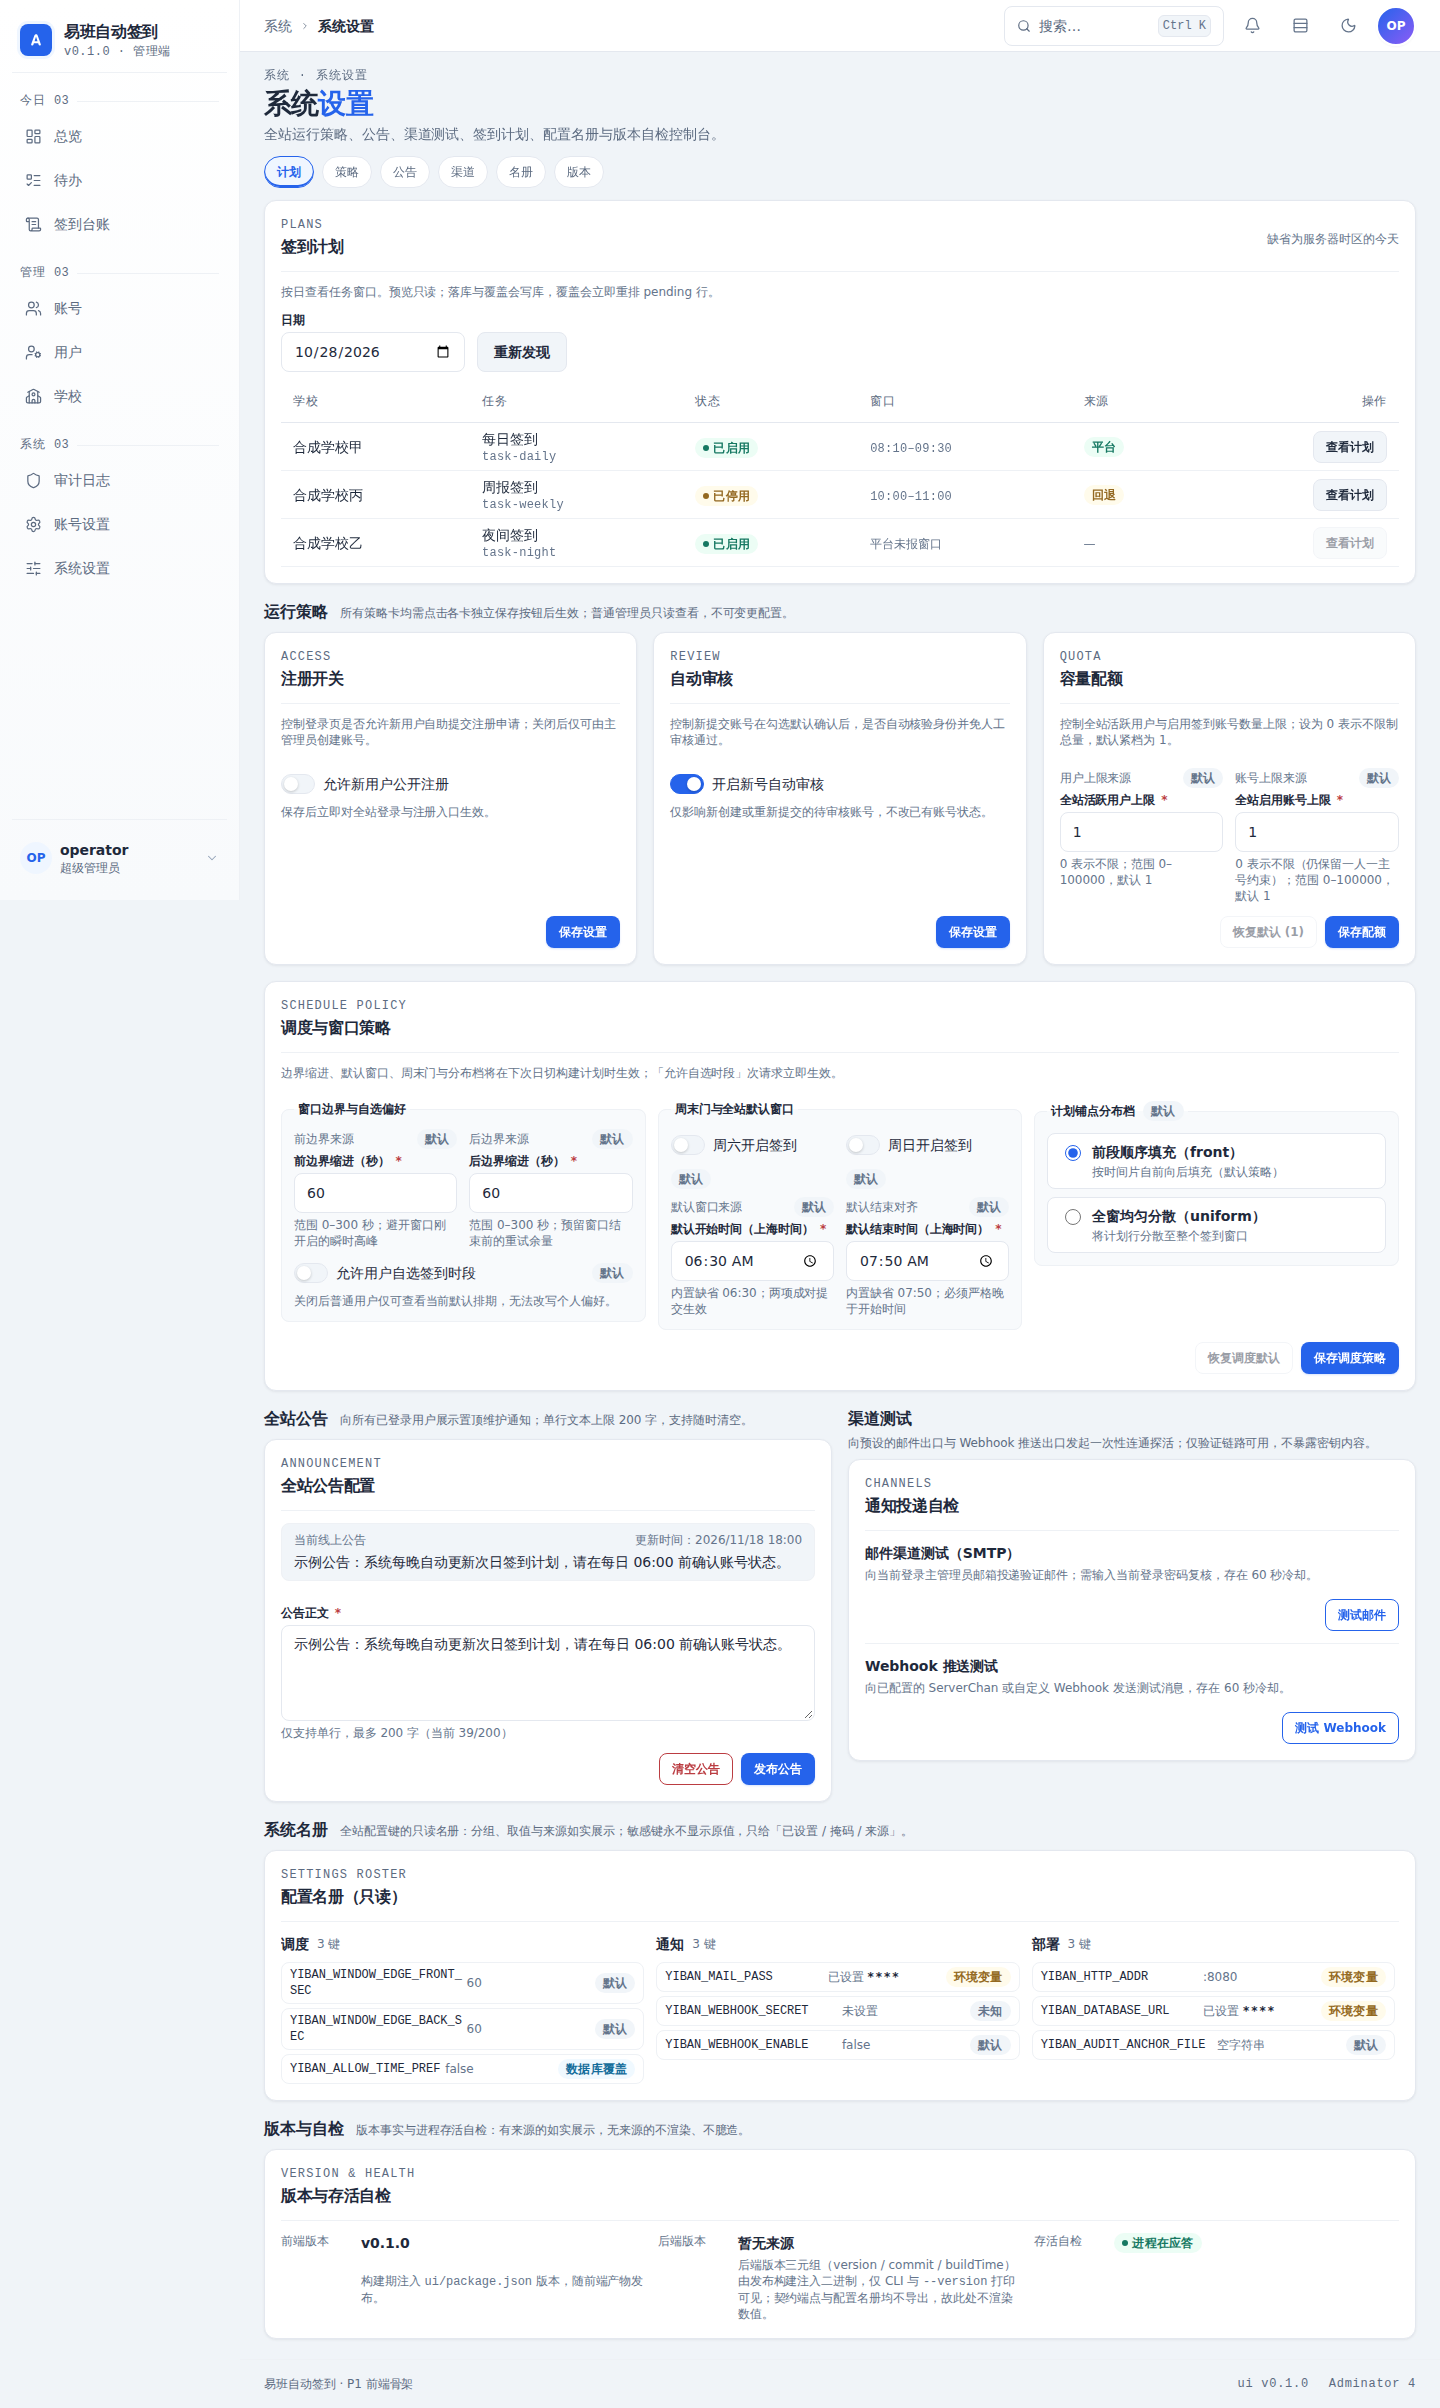 A
易班自动签到
v0.1.0 · 管理端
今日 03
总览
待办
签到台账
管理 03
账号
用户
学校
系统 03
审计日志
账号设置
系统设置
OP
operator
超级管理员
系统 › 系统设置
搜索…
Ctrl K
OP
系统 · 系统设置
系统设置
全站运行策略、公告、渠道测试、签到计划、配置名册与版本自检控制台。
计划
策略
公告
渠道
名册
版本
PLANS
签到计划
缺省为服务器时区的今天
按日查看任务窗口。预览只读；落库与覆盖会写库，覆盖会立即重排 pending 行。
日期
10/28/2026
重新发现
学校 任务 状态 窗口 来源 操作
合成学校甲 每日签到 已启用 08:10–09:30 平台 查看计划
task-daily
合成学校丙 周报签到 已停用 10:00–11:00 回退 查看计划
task-weekly
合成学校乙 夜间签到 已启用 平台未报窗口 — 查看计划
task-night
运行策略 所有策略卡均需点击各卡独立保存按钮后生效；普通管理员只读查看，不可变更配置。
ACCESS
注册开关
控制登录页是否允许新用户自助提交注册申请；关闭后仅可由主
管理员创建账号。
允许新用户公开注册
保存后立即对全站登录与注册入口生效。
保存设置
REVIEW
自动审核
控制新提交账号在勾选默认确认后，是否自动核验身份并免人工
审核通过。
开启新号自动审核
仅影响新创建或重新提交的待审核账号，不改已有账号状态。
保存设置
QUOTA
容量配额
控制全站活跃用户与启用签到账号数量上限；设为 0 表示不限制
总量，默认紧档为 1。
用户上限来源 默认
全站活跃用户上限 *
1
0 表示不限；范围 0–
100000，默认 1
账号上限来源 默认
全站启用账号上限 *
1
0 表示不限（仍保留一人一主
号约束）；范围 0–100000，
默认 1
恢复默认 (1)
保存配额
SCHEDULE POLICY
调度与窗口策略
边界缩进、默认窗口、周末门与分布档将在下次日切构建计划时生效；「允许自选时段」次请求立即生效。
窗口边界与自选偏好
前边界来源 默认
前边界缩进（秒） *
60
范围 0–300 秒；避开窗口刚
开启的瞬时高峰
后边界来源 默认
后边界缩进（秒） *
60
范围 0–300 秒；预留窗口结
束前的重试余量
允许用户自选签到时段 默认
关闭后普通用户仅可查看当前默认排期，无法改写个人偏好。
周末门与全站默认窗口
周六开启签到
默认
周日开启签到
默认
默认窗口来源 默认
默认开始时间（上海时间） *
06:30 AM
内置缺省 06:30；两项成对提
交生效
默认结束对齐 默认
默认结束时间（上海时间） *
07:50 AM
内置缺省 07:50；必须严格晚
于开始时间
计划铺点分布档 默认
前段顺序填充（front）
按时间片自前向后填充（默认策略）
全窗均匀分散（uniform）
将计划行分散至整个签到窗口
恢复调度默认
保存调度策略
全站公告 向所有已登录用户展示置顶维护通知；单行文本上限 200 字，支持随时清空。
ANNOUNCEMENT
全站公告配置
当前线上公告 更新时间：2026/11/18 18:00
示例公告：系统每晚自动更新次日签到计划，请在每日 06:00 前确认账号状态。
公告正文 *
示例公告：系统每晚自动更新次日签到计划，请在每日 06:00 前确认账号状态。
仅支持单行，最多 200 字（当前 39/200）
清空公告
发布公告
渠道测试
向预设的邮件出口与 Webhook 推送出口发起一次性连通探活；仅验证链路可用，不暴露密钥内容。
CHANNELS
通知投递自检
邮件渠道测试（SMTP）
向当前登录主管理员邮箱投递验证邮件；需输入当前登录密码复核，存在 60 秒冷却。
测试邮件
Webhook 推送测试
向已配置的 ServerChan 或自定义 Webhook 发送测试消息，存在 60 秒冷却。
测试 Webhook
系统名册 全站配置键的只读名册：分组、取值与来源如实展示；敏感键永不显示原值，只给「已设置 / 掩码 / 来源」。
SETTINGS ROSTER
配置名册（只读）
调度 3 键
YIBAN_WINDOW_EDGE_FRONT_
SEC 60 默认
YIBAN_WINDOW_EDGE_BACK_S
EC 60 默认
YIBAN_ALLOW_TIME_PREF false 数据库覆盖
通知 3 键
YIBAN_MAIL_PASS 已设置 **** 环境变量
YIBAN_WEBHOOK_SECRET 未设置 未知
YIBAN_WEBHOOK_ENABLE false 默认
部署 3 键
YIBAN_HTTP_ADDR :8080 环境变量
YIBAN_DATABASE_URL 已设置 **** 环境变量
YIBAN_AUDIT_ANCHOR_FILE 空字符串 默认
版本与自检 版本事实与进程存活自检：有来源的如实展示，无来源的不渲染、不臆造。
VERSION & HEALTH
版本与存活自检
前端版本 v0.1.0
构建期注入 ui/package.json 版本，随前端产物发
布。
后端版本 暂无来源
后端版本三元组（version / commit / buildTime）
由发布构建注入二进制，仅 CLI 与 --version 打印
可见；契约端点与配置名册均不导出，故此处不渲染
数值。
存活自检 进程在应答
易班自动签到 · P1 前端骨架
ui v0.1.0 Adminator 4